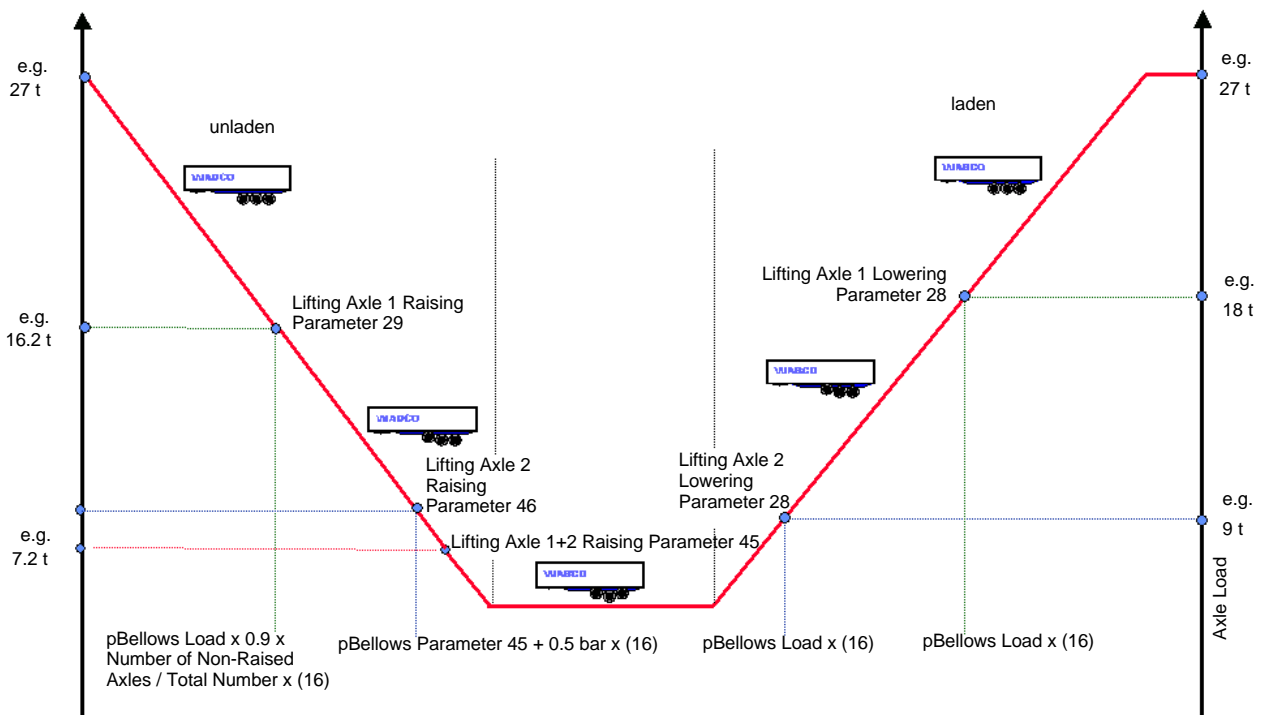 e.g.
27 t
unladen
WABCO
laden
WABCO
e.g.
27 t
Lifting Axle 1 Raising
Parameter 29
e.g.
16.2 t
Lifting Axle 1 Lowering
Parameter 28
e.g.
18 t
WABCO
WABCO
Lifting Axle 2
Raising
Parameter 46
Lifting Axle 2
Lowering
Parameter 28
e.g.
7.2 t
Lifting Axle 1+2 Raising Parameter 45
WABCO
e.g.
9 t
Axle Load
pBellows Load x 0.9 x
Number of Non-Raised
Axles / Total Number x (16)
pBellows Parameter 45 + 0.5 bar x (16)
pBellows Load x (16)
pBellows Load x (16)